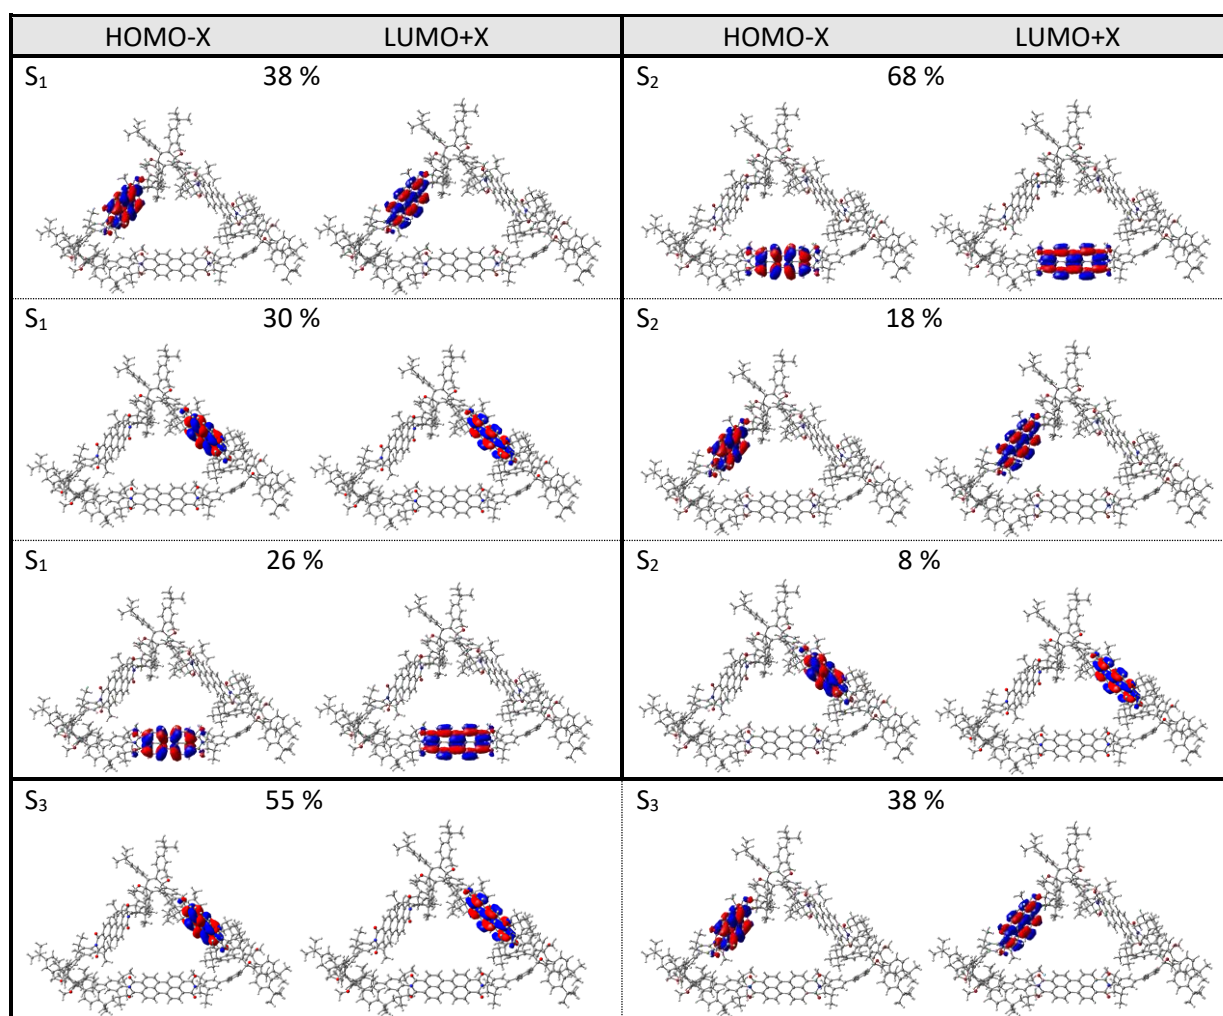 HOMO-X LUMO+X HOMO-X LUMO+X
S₁ 38 % S₂ 68 %
S₁ 30 % S₂ 18 %
S₁ 26 % S₂ 8 %
S₃ 55 % S₃ 38 %